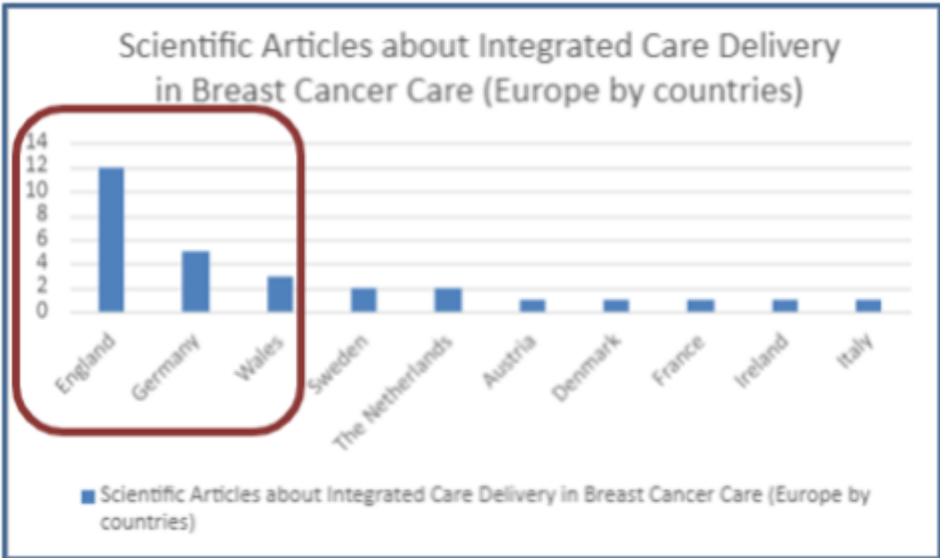 Scientific Articles about Integrated Care Delivery
in Breast Cancer Care (Europe by countries)
14
12
10
8
6
4
2
0
England
Germany
Wales
Sweden
The Netherlands
Austria
Denmark
France
Ireland
Italy
Scientific Articles about Integrated Care Delivery in Breast Cancer Care (Europe by
countries)